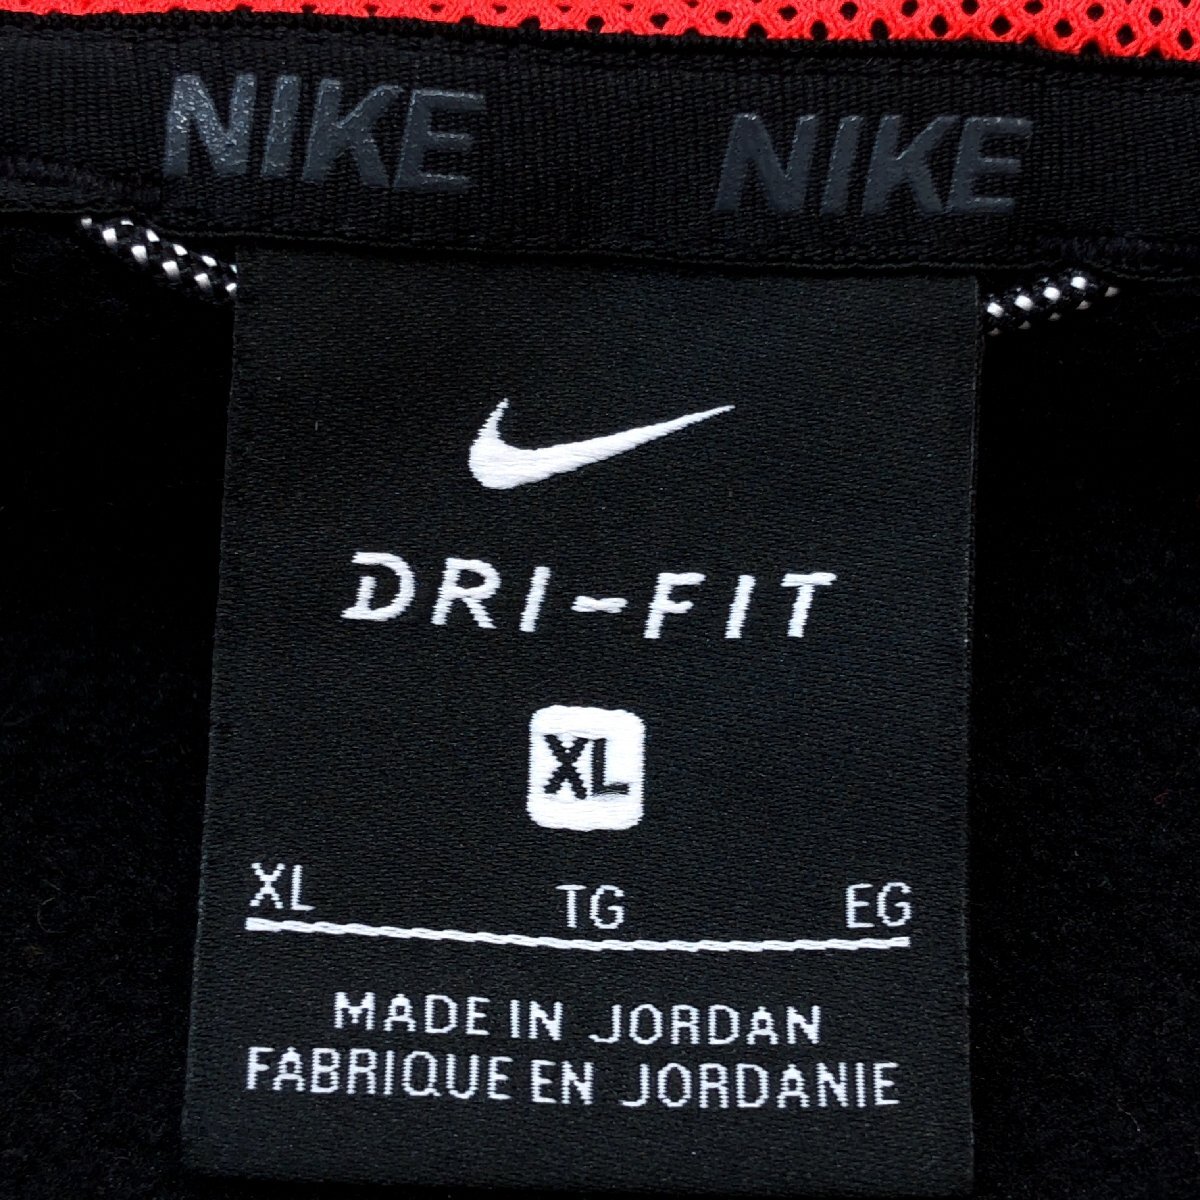 NIKE NIKE
DRI-FIT
XL
XL TG EG
MADE IN JORDAN
FABRIQUE EN JORDANIE